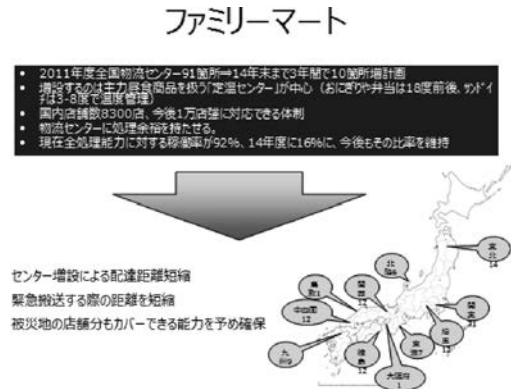 ファミリーマート
• 2011年度全国物流センター91箇所⇒14年末まで3年間で10箇所増計画
• 増設するのは主力昼食商品を扱う「定温センター」が中心（おにぎりや弁当は18度前後、サンドイ
チは3-8度で温度管理）
• 国内店舗数8300店、今後1万店強に対応できる体制
• 物流センターに処理余裕を持たせる。
• 現在全処理能力に対する稼働率が92%、14年度に16%に、今後もその比率を維持
センター増設による配達距離短縮
緊急搬送する際の距離を短縮
被災地の店舗分もカバーできる能力を予め確保
東北
14
北
関西
中四国
12
関東
九
州9
12
東
大阪府
1